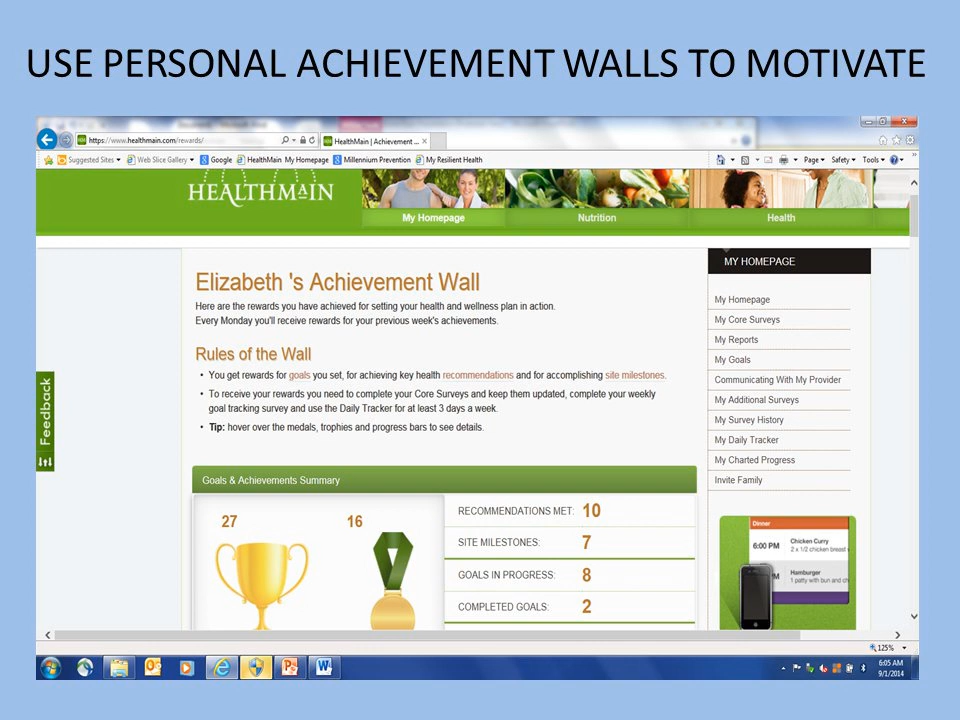 USE PERSONAL ACHIEVEMENT WALLS TO MOTIVATE
https://www.healthmain.com/rewards/
HealthMain | Achievement ...
Suggested Sites
Web Slice Gallery
Google
HealthMain My Homepage
Millennium Prevention
My Resilient Health
Page
Safety
Tools
HEALTHMAIN
My Homepage
Nutrition
Health
Elizabeth 's Achievement Wall
Here are the rewards you have achieved for setting your health and wellness plan in action.
Every Monday you'll receive rewards for your previous week's achievements.
Rules of the Wall
• You get rewards for goals you set, for achieving key health recommendations and for accomplishing site milestones.
• To receive your rewards you need to complete your Core Surveys and keep them updated, complete your weekly
goal tracking survey and use the Daily Tracker for at least 3 days a week.
• Tip: hover over the medals, trophies and progress bars to see details.
Feedback
Goals & Achievements Summary
27
16
RECOMMENDATIONS MET: 10
SITE MILESTONES: 7
GOALS IN PROGRESS: 8
COMPLETED GOALS: 2
MY HOMEPAGE
My Homepage
My Core Surveys
My Reports
My Goals
Communicating With My Provider
My Additional Surveys
My Survey History
My Daily Tracker
My Charted Progress
Invite Family
Dinner
6:00 PM
Chicken Curry
2 x 1/2 chicken breast
Hamburger
1 patty with bun and ch
125%
6:05 AM
9/1/2014